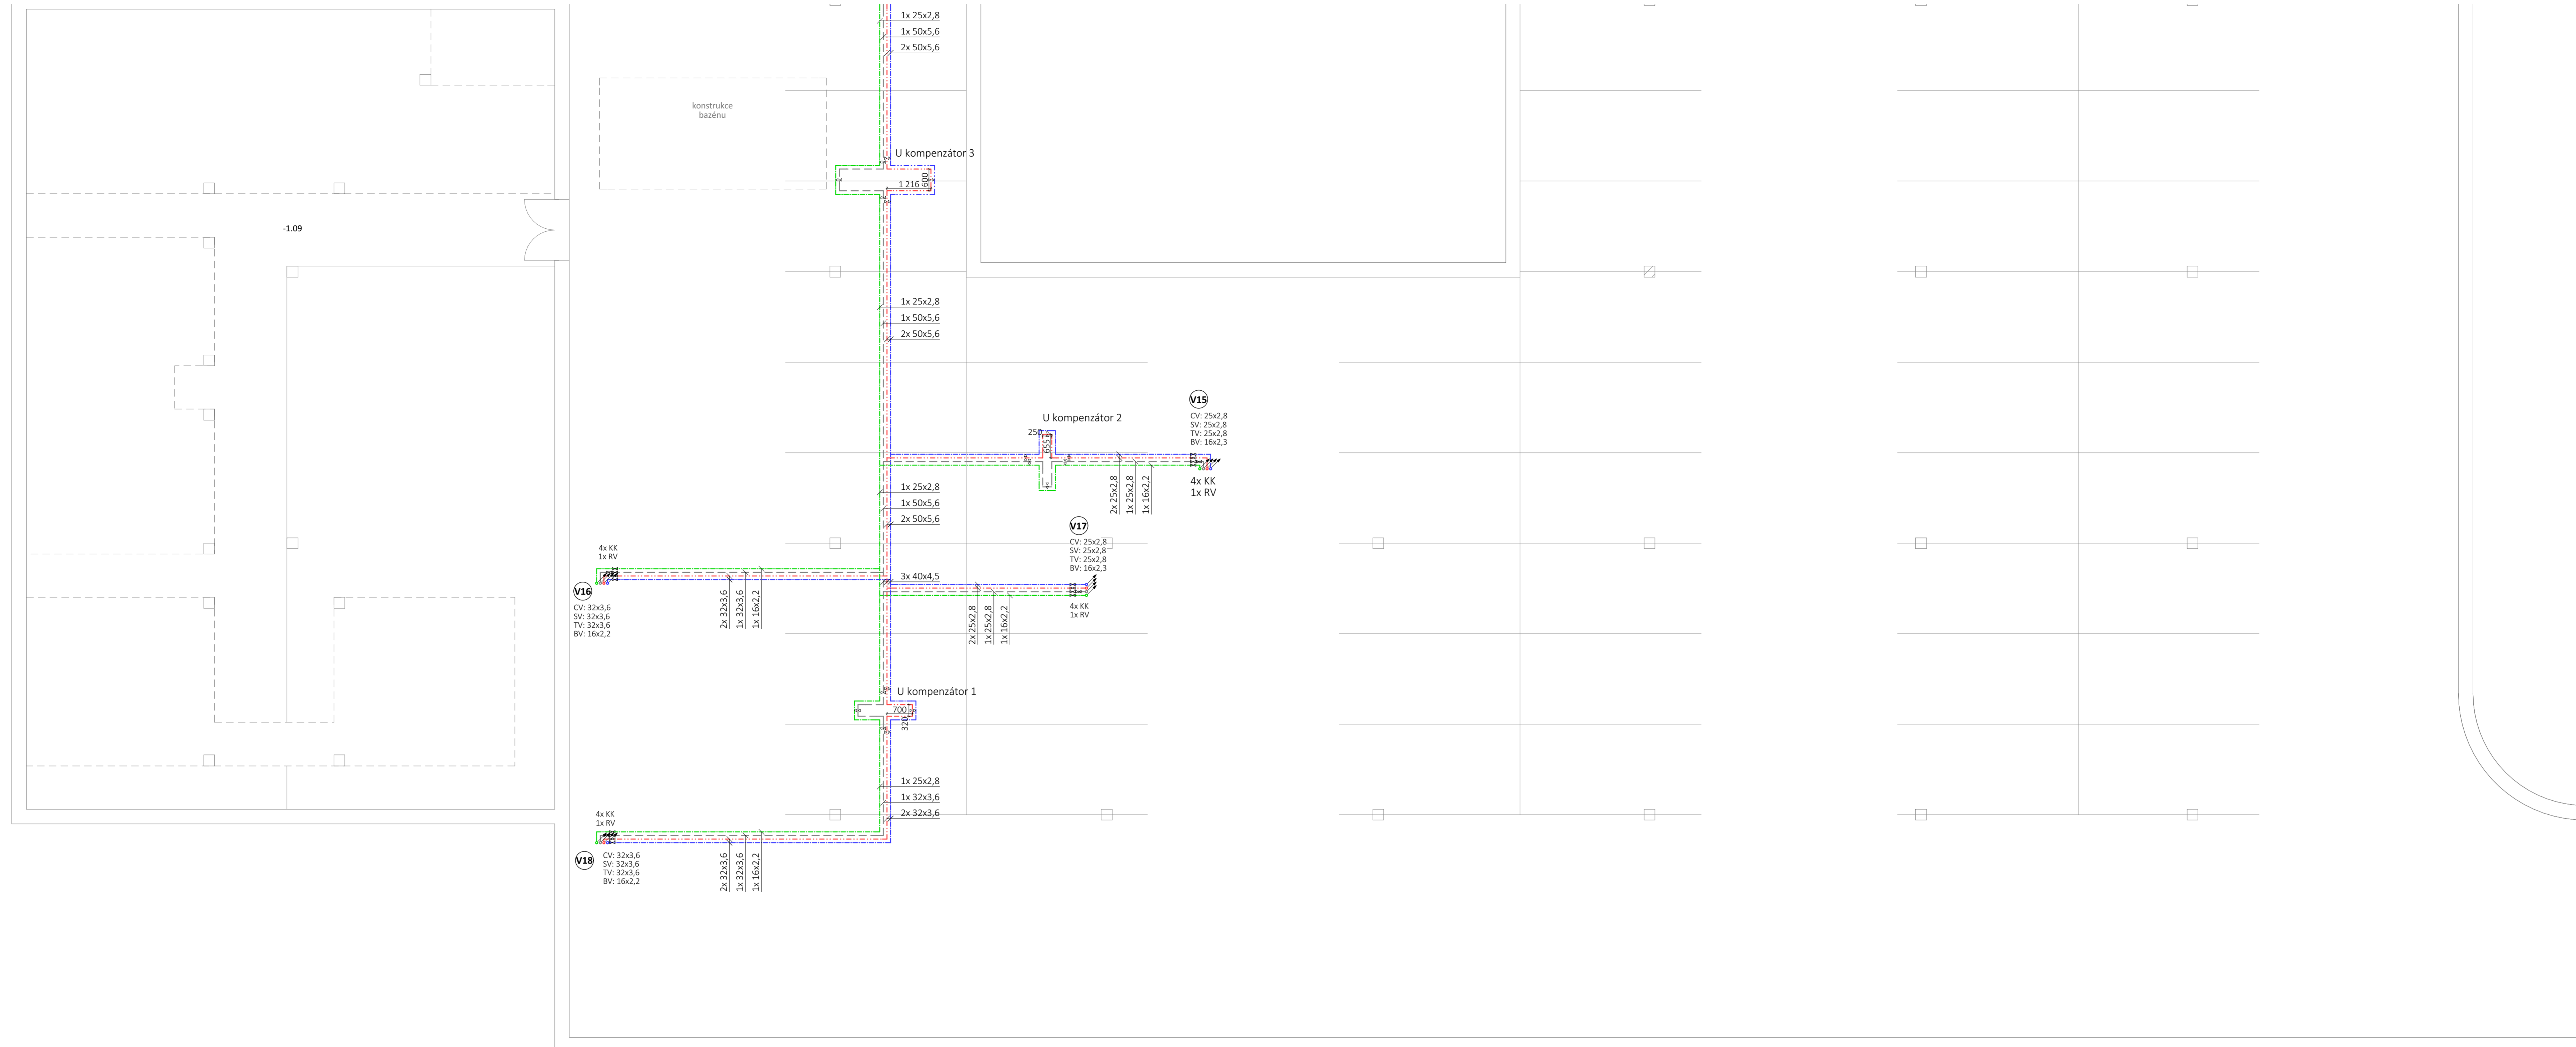 1x 25x2,8
1x 50x5,6
2x 50x5,6
konstrukce
bazénu
U kompenzátor 3
1 216
600
-1.09
1x 25x2,8
1x 50x5,6
2x 50x5,6
V15
CV: 25x2,8
SV: 25x2,8
TV: 25x2,8
BV: 16x2,3
U kompenzátor 2
250
655
2x 25x2,8
1x 25x2,8
1x 16x2,2
4x KK
1x RV
1x 25x2,8
1x 50x5,6
2x 50x5,6
V17
CV: 25x2,8
SV: 25x2,8
TV: 25x2,8
BV: 16x2,3
4x KK
1x RV
3x 40x4,5
V16
CV: 32x3,6
SV: 32x3,6
TV: 32x3,6
BV: 16x2,2
2x 32x3,6
1x 32x3,6
1x 16x2,2
2x 25x2,8
1x 25x2,8
1x 16x2,2
4x KK
1x RV
U kompenzátor 1
700
320
1x 25x2,8
1x 32x3,6
2x 32x3,6
4x KK
1x RV
V18
CV: 32x3,6
SV: 32x3,6
TV: 32x3,6
BV: 16x2,2
2x 32x3,6
1x 32x3,6
1x 16x2,2